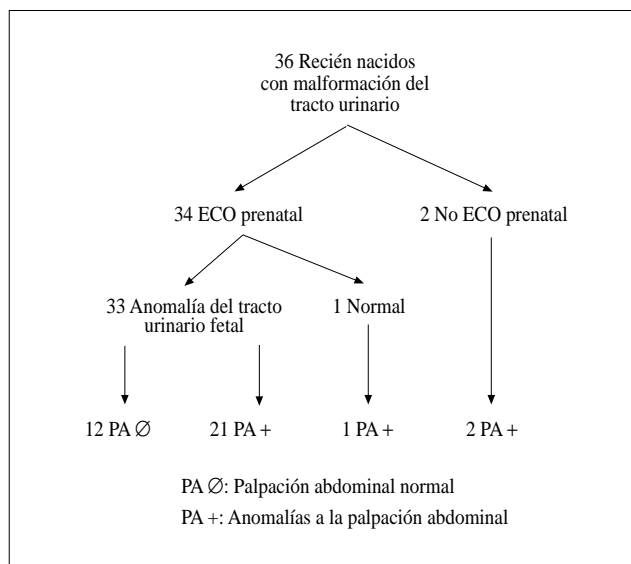 36 Recién nacidos
con malformación del
tracto urinario
34 ECO prenatal
2 No ECO prenatal
33 Anomalía del tracto
urinario fetal
1 Normal
12 PA ∅
21 PA +
1 PA +
2 PA +
PA ∅: Palpación abdominal normal
PA +: Anomalías a la palpación abdominal